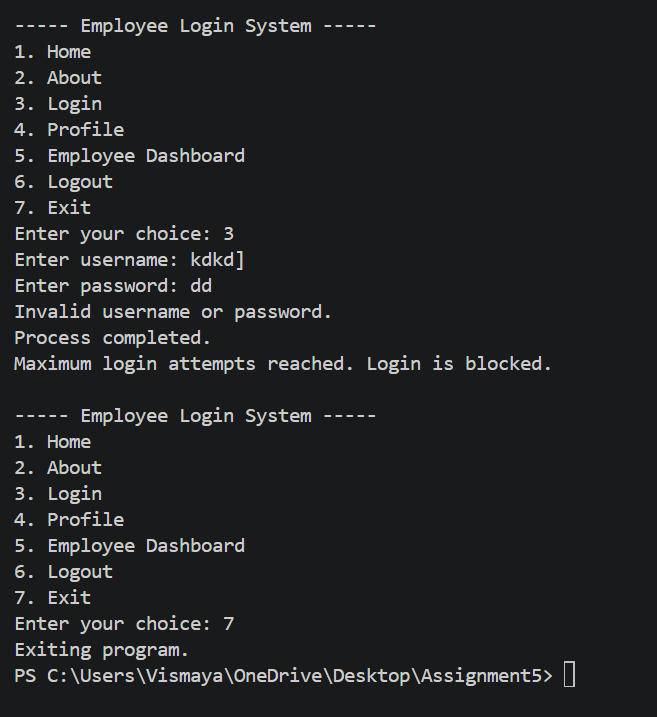 ----- Employee Login System -----
1. Home
2. About
3. Login
4. Profile
5. Employee Dashboard
6. Logout
7. Exit
Enter your choice: 3
Enter username: kdkd]
Enter password: dd
Invalid username or password.
Process completed.
Maximum login attempts reached. Login is blocked.

----- Employee Login System -----
1. Home
2. About
3. Login
4. Profile
5. Employee Dashboard
6. Logout
7. Exit
Enter your choice: 7
Exiting program.
PS C:\Users\Vismaya\OneDrive\Desktop\Assignment5>